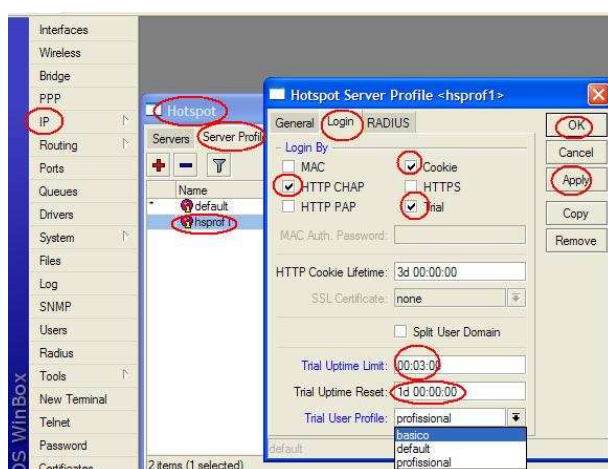 Interfaces
Wireless
Bridge
PPP
IP
Routing
Ports
Queues
Drivers
System
Files
Log
SNMP
Users
Radius
Tools
New Terminal
Telnet
Password
Certificates
OS WinBox
Hotspot
Servers Server Profil
Name
* default
hsprof1
2 items (1 selected)
Hotspot Server Profile <hsprof1>
General Login RADIUS
Login By
MAC Cookie
HTTP CHAP HTTPS
HTTP PAP Trial
MAC Auth. Password:
HTTP Cookie Lifetime: 3d 00:00:00
SSL Certificate: none
Split User Domain
Trial Uptime Limit: 00:03:00
Trial Uptime Reset: 1d 00:00:00
Trial User Profile: profissional
basico
default
profissional
default
OK
Cancel
Apply
Copy
Remove